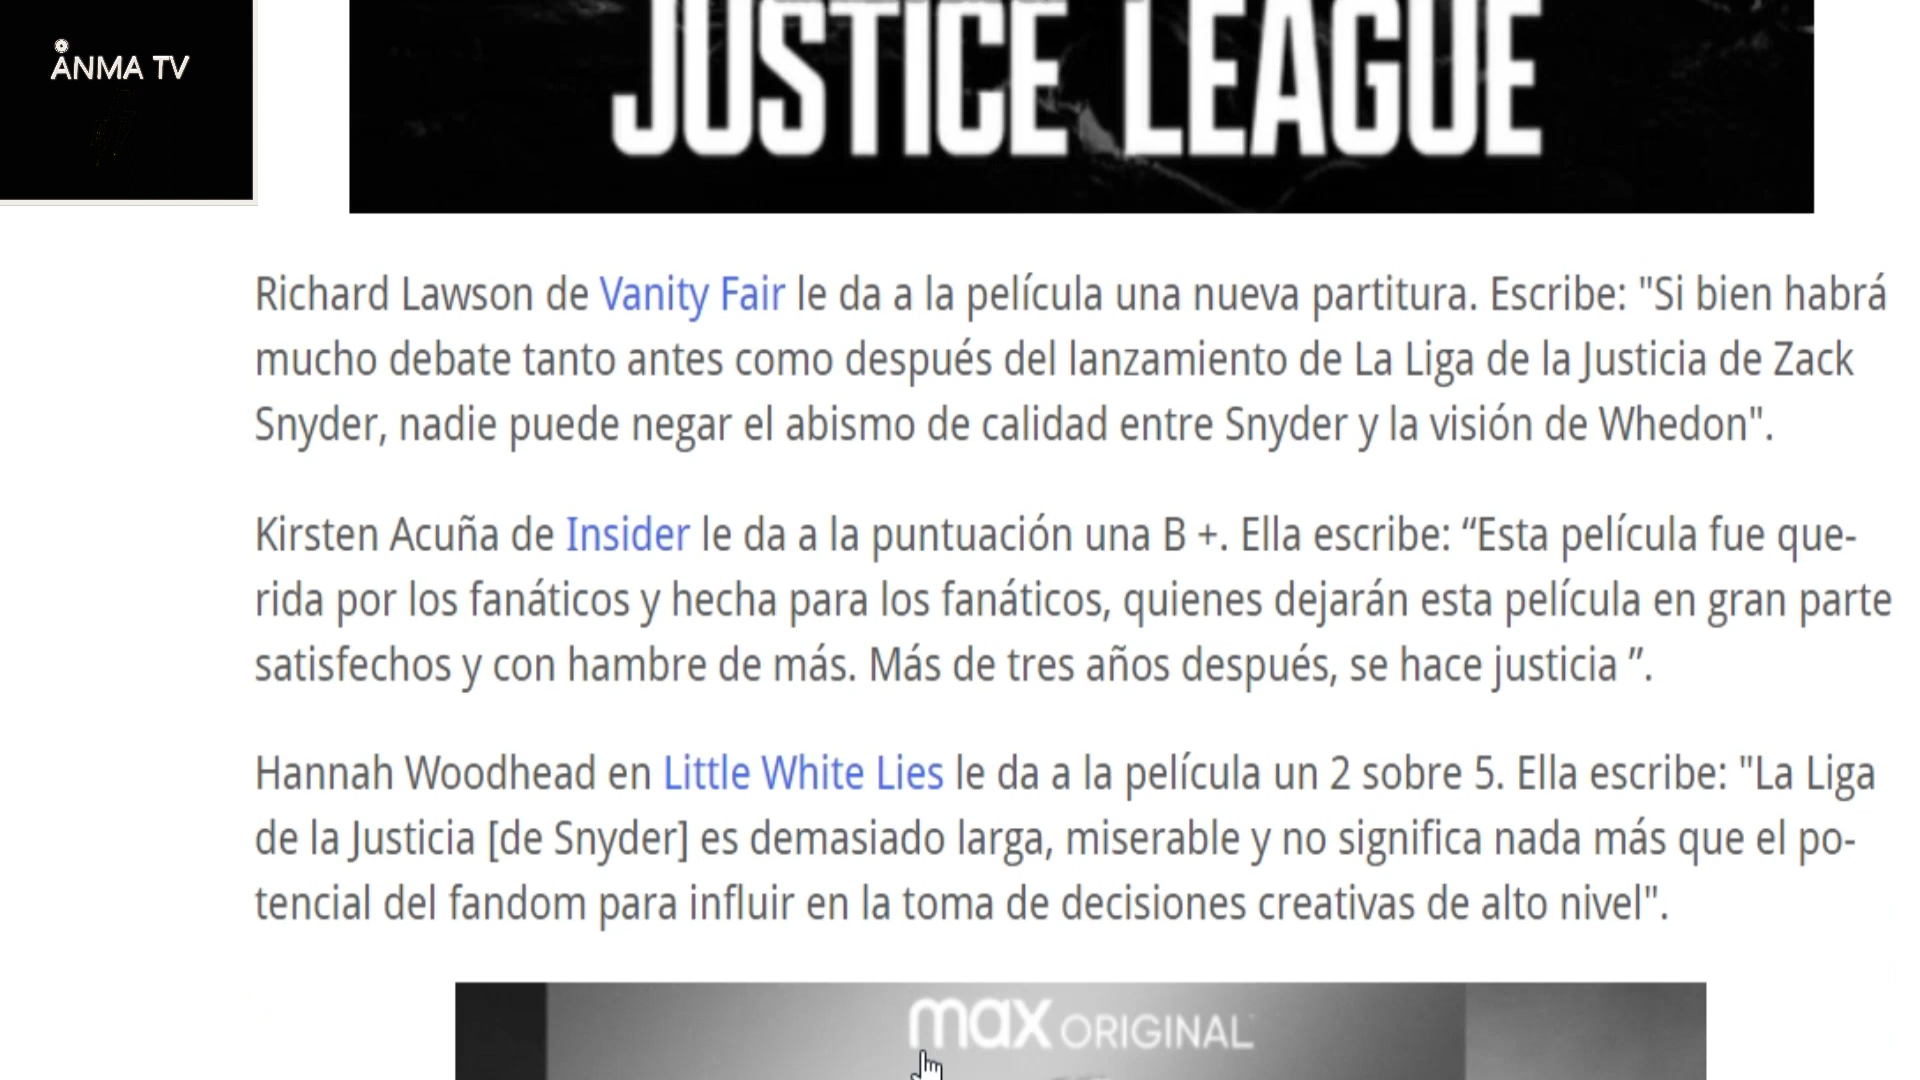 ANMA TV
JUSTICE LEAGUE
Richard Lawson de Vanity Fair le da a la película una nueva partitura. Escribe: "Si bien habrá
mucho debate tanto antes como después del lanzamiento de La Liga de la Justicia de Zack
Snyder, nadie puede negar el abismo de calidad entre Snyder y la visión de Whedon".
Kirsten Acuña de Insider le da a la puntuación una B +. Ella escribe: “Esta película fue que-
rida por los fanáticos y hecha para los fanáticos, quienes dejarán esta película en gran parte
satisfechos y con hambre de más. Más de tres años después, se hace justicia ”.
Hannah Woodhead en Little White Lies le da a la película un 2 sobre 5. Ella escribe: "La Liga
de la Justicia [de Snyder] es demasiado larga, miserable y no significa nada más que el po-
tencial del fandom para influir en la toma de decisiones creativas de alto nivel".
max ORIGINAL